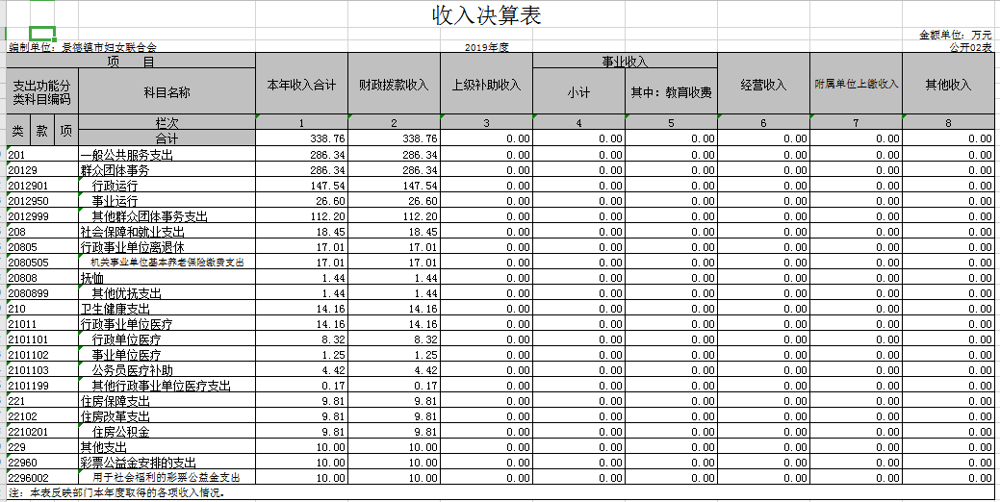 收入决算表
金额单位：万元
编制单位：景德镇市妇女联合会 2019年度 公开02表
项 目 本年收入合计 财政拨款收入 上级补助收入 事业收入 经营收入 附属单位上缴收入 其他收入
支出功能分类科目编码 科目名称 小计 其中：教育收费
类 款 项 栏次 1 2 3 4 5 6 7 8
合计 338.76 338.76 0.00 0.00 0.00 0.00 0.00 0.00
201 一般公共服务支出 286.34 286.34 0.00 0.00 0.00 0.00 0.00 0.00
20129 群众团体事务 286.34 286.34 0.00 0.00 0.00 0.00 0.00 0.00
2012901 行政运行 147.54 147.54 0.00 0.00 0.00 0.00 0.00 0.00
2012950 事业运行 26.60 26.60 0.00 0.00 0.00 0.00 0.00 0.00
2012999 其他群众团体事务支出 112.20 112.20 0.00 0.00 0.00 0.00 0.00 0.00
208 社会保障和就业支出 18.45 18.45 0.00 0.00 0.00 0.00 0.00 0.00
20805 行政事业单位离退休 17.01 17.01 0.00 0.00 0.00 0.00 0.00 0.00
2080505 机关事业单位基本养老保险缴费支出 17.01 17.01 0.00 0.00 0.00 0.00 0.00 0.00
20808 抚恤 1.44 1.44 0.00 0.00 0.00 0.00 0.00 0.00
2080899 其他优抚支出 1.44 1.44 0.00 0.00 0.00 0.00 0.00 0.00
210 卫生健康支出 14.16 14.16 0.00 0.00 0.00 0.00 0.00 0.00
21011 行政事业单位医疗 14.16 14.16 0.00 0.00 0.00 0.00 0.00 0.00
2101101 行政单位医疗 8.32 8.32 0.00 0.00 0.00 0.00 0.00 0.00
2101102 事业单位医疗 1.25 1.25 0.00 0.00 0.00 0.00 0.00 0.00
2101103 公务员医疗补助 4.42 4.42 0.00 0.00 0.00 0.00 0.00 0.00
2101199 其他行政事业单位医疗支出 0.17 0.17 0.00 0.00 0.00 0.00 0.00 0.00
221 住房保障支出 9.81 9.81 0.00 0.00 0.00 0.00 0.00 0.00
22102 住房改革支出 9.81 9.81 0.00 0.00 0.00 0.00 0.00 0.00
2210201 住房公积金 9.81 9.81 0.00 0.00 0.00 0.00 0.00 0.00
229 其他支出 10.00 10.00 0.00 0.00 0.00 0.00 0.00 0.00
22960 彩票公益金安排的支出 10.00 10.00 0.00 0.00 0.00 0.00 0.00 0.00
2296002 用于社会福利的彩票公益金支出 10.00 10.00 0.00 0.00 0.00 0.00 0.00 0.00
注：本表反映部门本年度取得的各项收入情况。